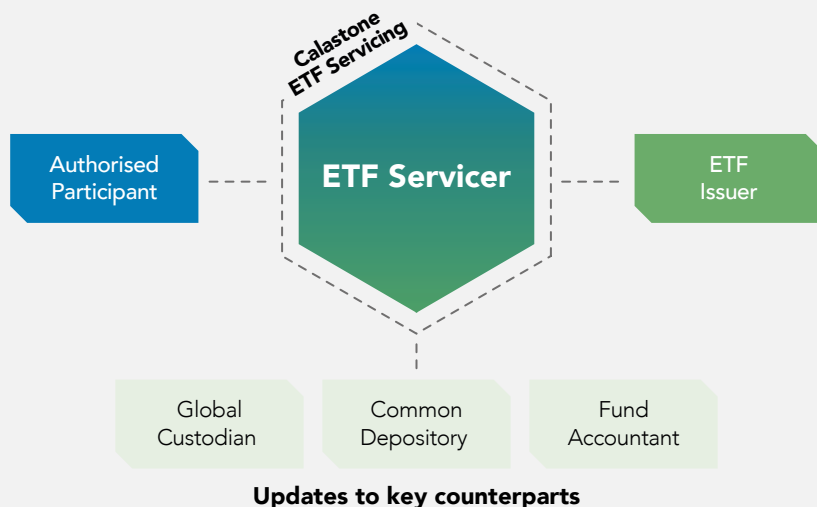 Calastone
ETF Servicing
Authorised
Participant
ETF Servicer
ETF
Issuer
Global
Custodian
Common
Depository
Fund
Accountant
Updates to key counterparts